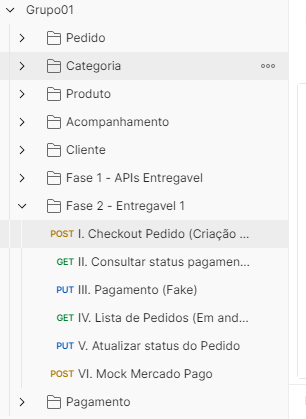 Grupo01
Pedido
Categoria
Produto
Acompanhamento
Cliente
Fase 1 - APIs Entregavel
Fase 2 - Entregavel 1
POST I. Checkout Pedido (Criação ...
GET II. Consultar status pagamen...
PUT III. Pagamento (Fake)
GET IV. Lista de Pedidos (Em and...
PUT V. Atualizar status do Pedido
POST VI. Mock Mercado Pago
Pagamento